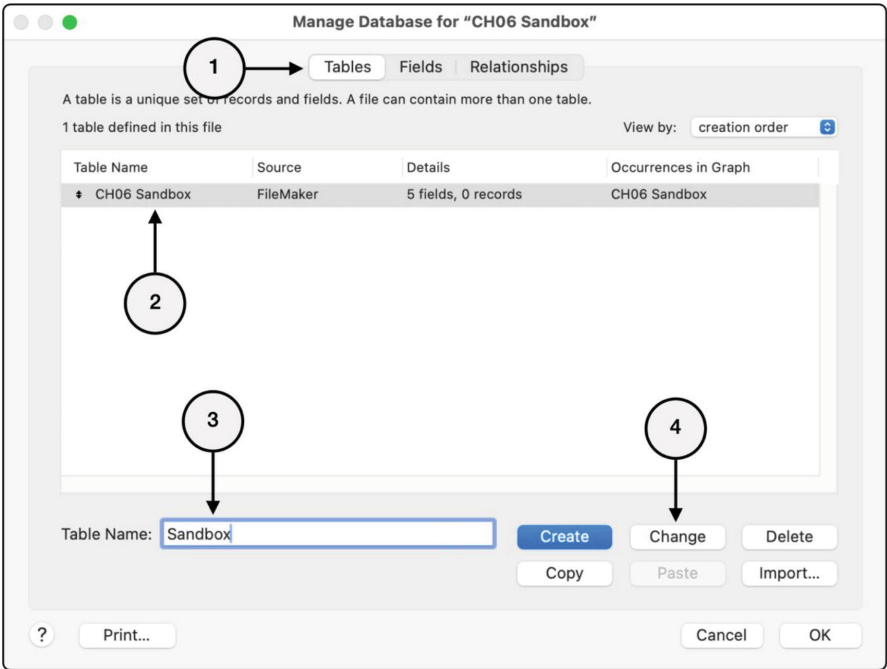 Manage Database for “CH06 Sandbox”
1
Tables Fields Relationships
A table is a unique set of records and fields. A file can contain more than one table.
1 table defined in this file
View by: creation order
Table Name Source Details Occurrences in Graph
CH06 Sandbox FileMaker 5 fields, 0 records CH06 Sandbox
2
3
4
Table Name: Sandbox
Create Change Delete
Copy Paste Import...
? Print... Cancel OK